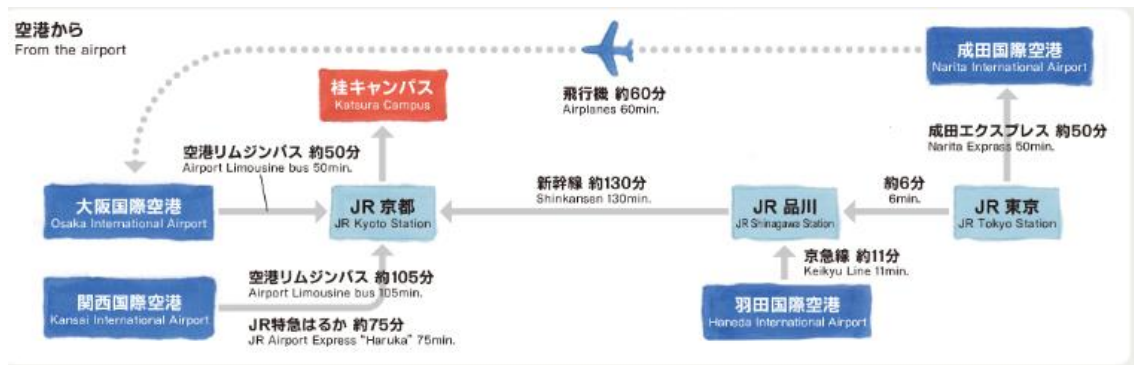 空港から
From the airport
成田国際空港
Narita International Airport
桂キャンパス
Katsura Campus
飛行機 約60分
Airplanes 60min.
成田エクスプレス 約50分
Narita Express 50min.
空港リムジンバス 約50分
Airport Limousine bus 50min.
新幹線 約130分
Shinkansen 130min.
約6分
6min.
大阪国際空港
Osaka International Airport
JR 京都
JR Kyoto Station
JR 品川
JR Shinagawa Station
JR 東京
JR Tokyo Station
京急線 約11分
Keikyu Line 11min.
空港リムジンバス 約105分
Airport Limousine bus 105min.
関西国際空港
Kansai International Airport
羽田国際空港
Haneda International Airport
JR特急はるか 約75分
JR Airport Express "Haruka" 75min.